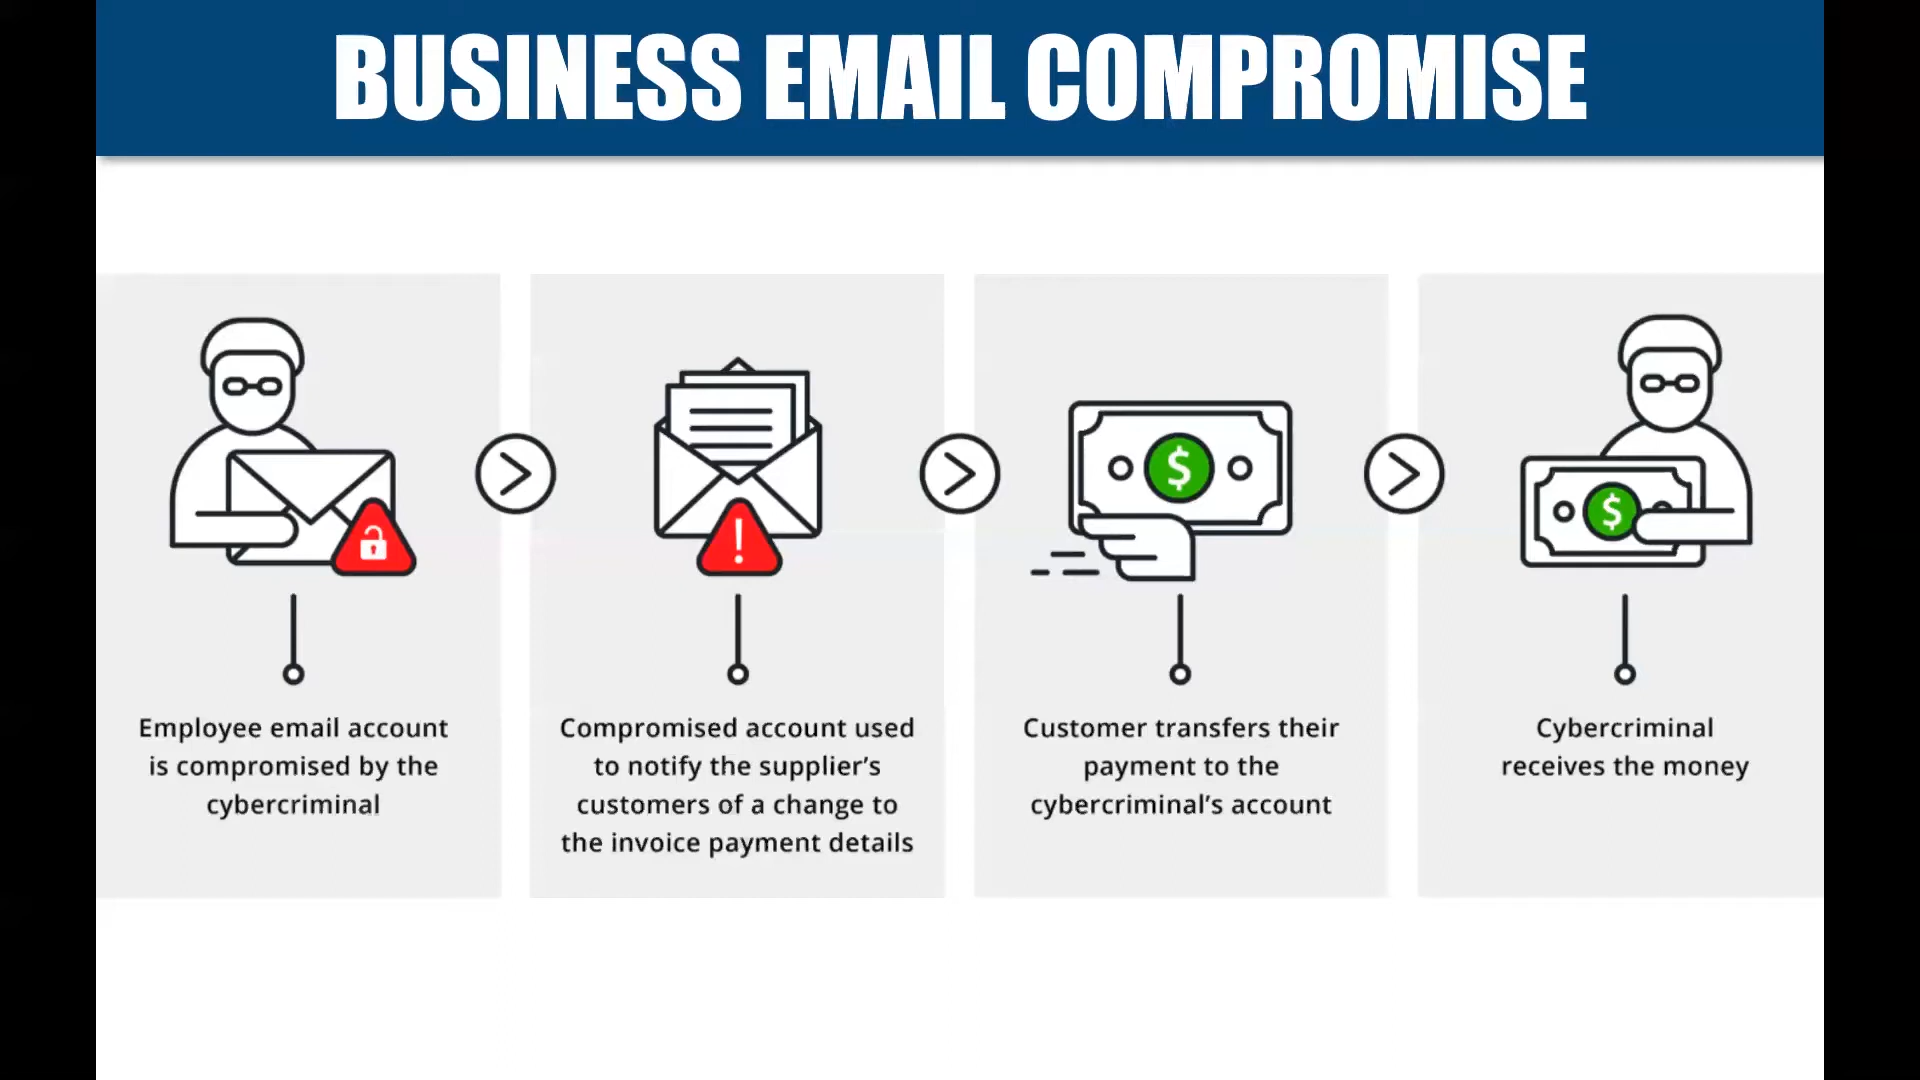 BUSINESS EMAIL COMPROMISE
$
$
!
Employee email account
is compromised by the
cybercriminal
Compromised account used
to notify the supplier’s
customers of a change to
the invoice payment details
Customer transfers their
payment to the
cybercriminal’s account
Cybercriminal
receives the money